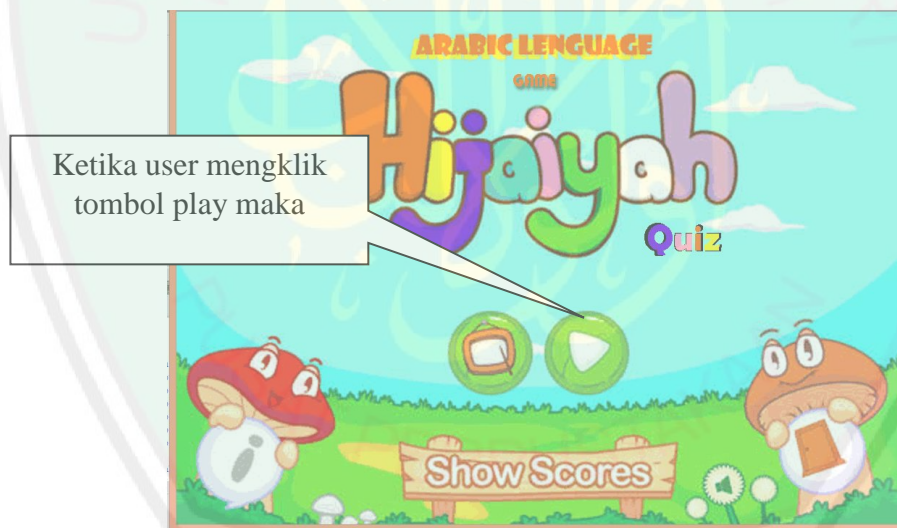 ARABIC LENGUAGE
GAME
Hijaiyah
Quiz
Ketika user mengklik
tombol play maka
Show Scores